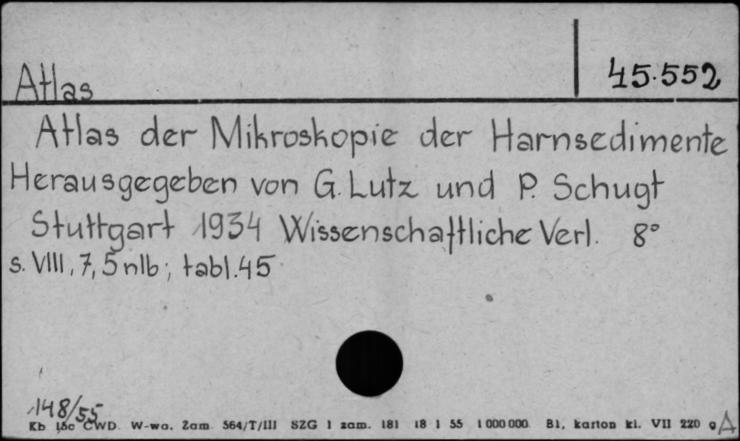 45.552
Atlas
Atlas der Mikroskopie der Harnsedimente
Herausgegeben von G. Lutz und P. Schugt
Stuttgart 1934 Wissenschaftliche Verl. 8°
s. VIII, 7, 5 nlb; tabl. 45
148/55
Kb 15c CWD. W-wa. Zam. 564/T/III SZG 1 zam. 181 18 1 55 1 000 000 Bl. karton kl. VII 220 g A